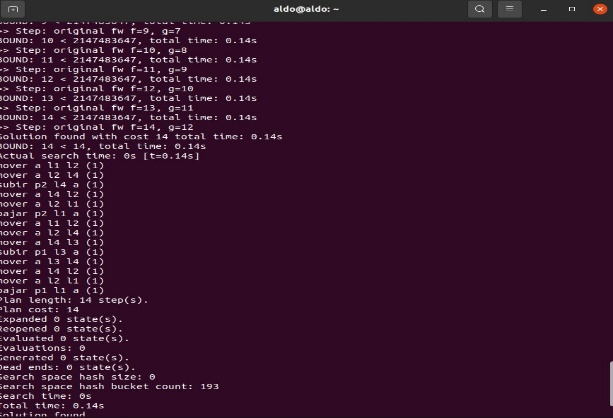 aldo@aldo: ~
BOUND: 9 < 2147483647, total time: 0.14s
>> Step: original fw f=9, g=7
BOUND: 10 < 2147483647, total time: 0.14s
>> Step: original fw f=10, g=8
BOUND: 11 < 2147483647, total time: 0.14s
>> Step: original fw f=11, g=9
BOUND: 12 < 2147483647, total time: 0.14s
>> Step: original fw f=12, g=10
BOUND: 13 < 2147483647, total time: 0.14s
>> Step: original fw f=13, g=11
BOUND: 14 < 2147483647, total time: 0.14s
>> Step: original fw f=14, g=12
Solution found with cost 14 total time: 0.14s
BOUND: 14 < 14, total time: 0.14s
Actual search time: 0s [t=0.14s]
mover a l1 l2 (1)
mover a l2 l4 (1)
subir p2 l4 a (1)
mover a l4 l2 (1)
mover a l2 l1 (1)
bajar p2 l1 a (1)
mover a l1 l2 (1)
mover a l2 l4 (1)
mover a l4 l3 (1)
subir p1 l3 a (1)
mover a l3 l4 (1)
mover a l4 l2 (1)
mover a l2 l1 (1)
bajar p1 l1 a (1)
Plan length: 14 step(s).
Plan cost: 14
Expanded 0 state(s).
Reopened 0 state(s).
Evaluated 0 state(s).
Evaluations: 0
Generated 0 state(s).
Dead ends: 0 state(s).
Search space hash size: 0
Search space hash bucket count: 193
Search time: 0s
Total time: 0.14s
Solution found